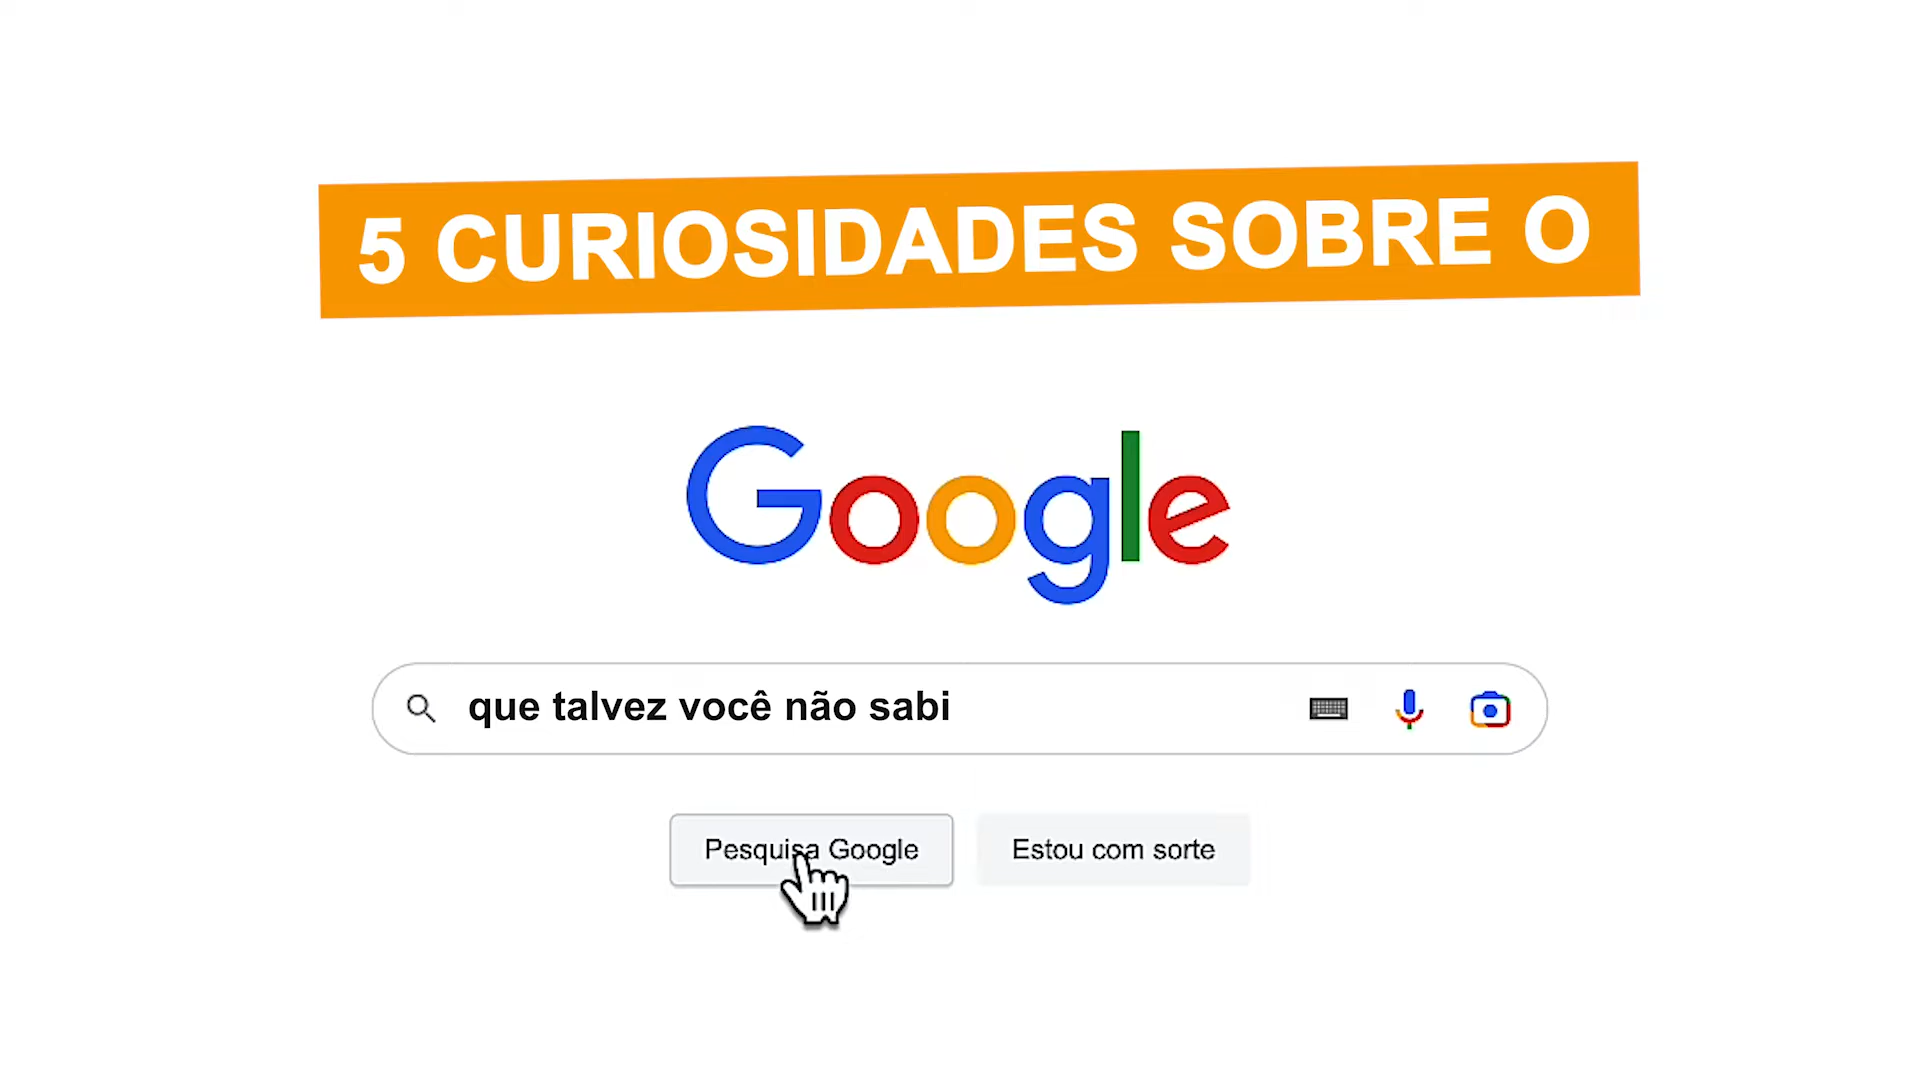 5 CURIOSIDADES SOBRE O
Google
que talvez você não sabi
Pesquisa Google
Estou com sorte